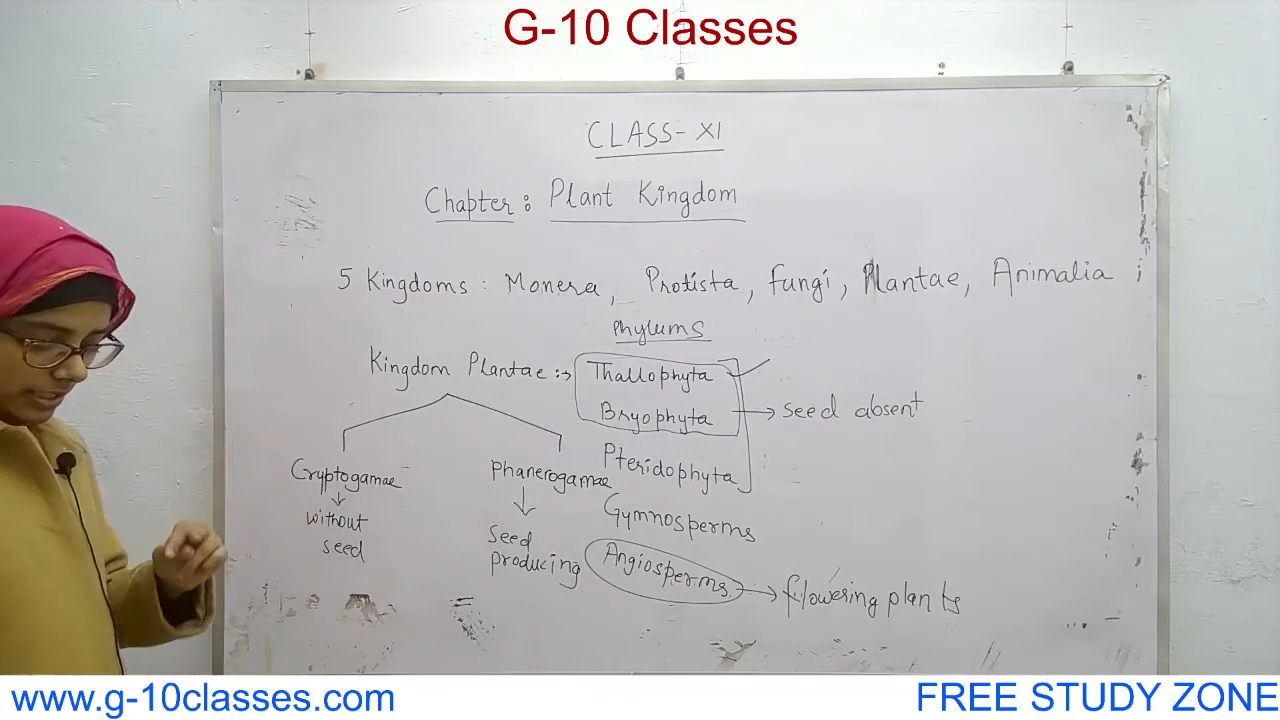 G-10 Classes
CLASS-XI
Chapter: Plant Kingdom
5 Kingdoms: Monera, Protista, Fungi, Plantae, Animalia ;
Phylums
Kingdom Plantae :→ Thallophyta
Bryophyta → seed absent
Pteridophyta
Cryptogamae Phanerogamae
Gymnosperms
without
seed
Seed
producing
Angiosperms → flowering plants
www.g-10classes.com FREE STUDY ZONE